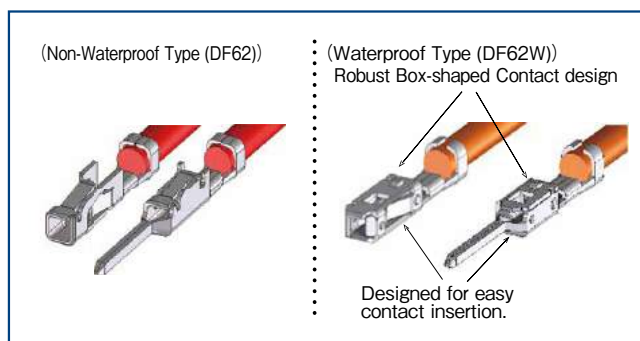 (Non-Waterproof Type (DF62))
(Waterproof Type (DF62W))
Robust Box-shaped Contact design
Designed for easy
contact insertion.